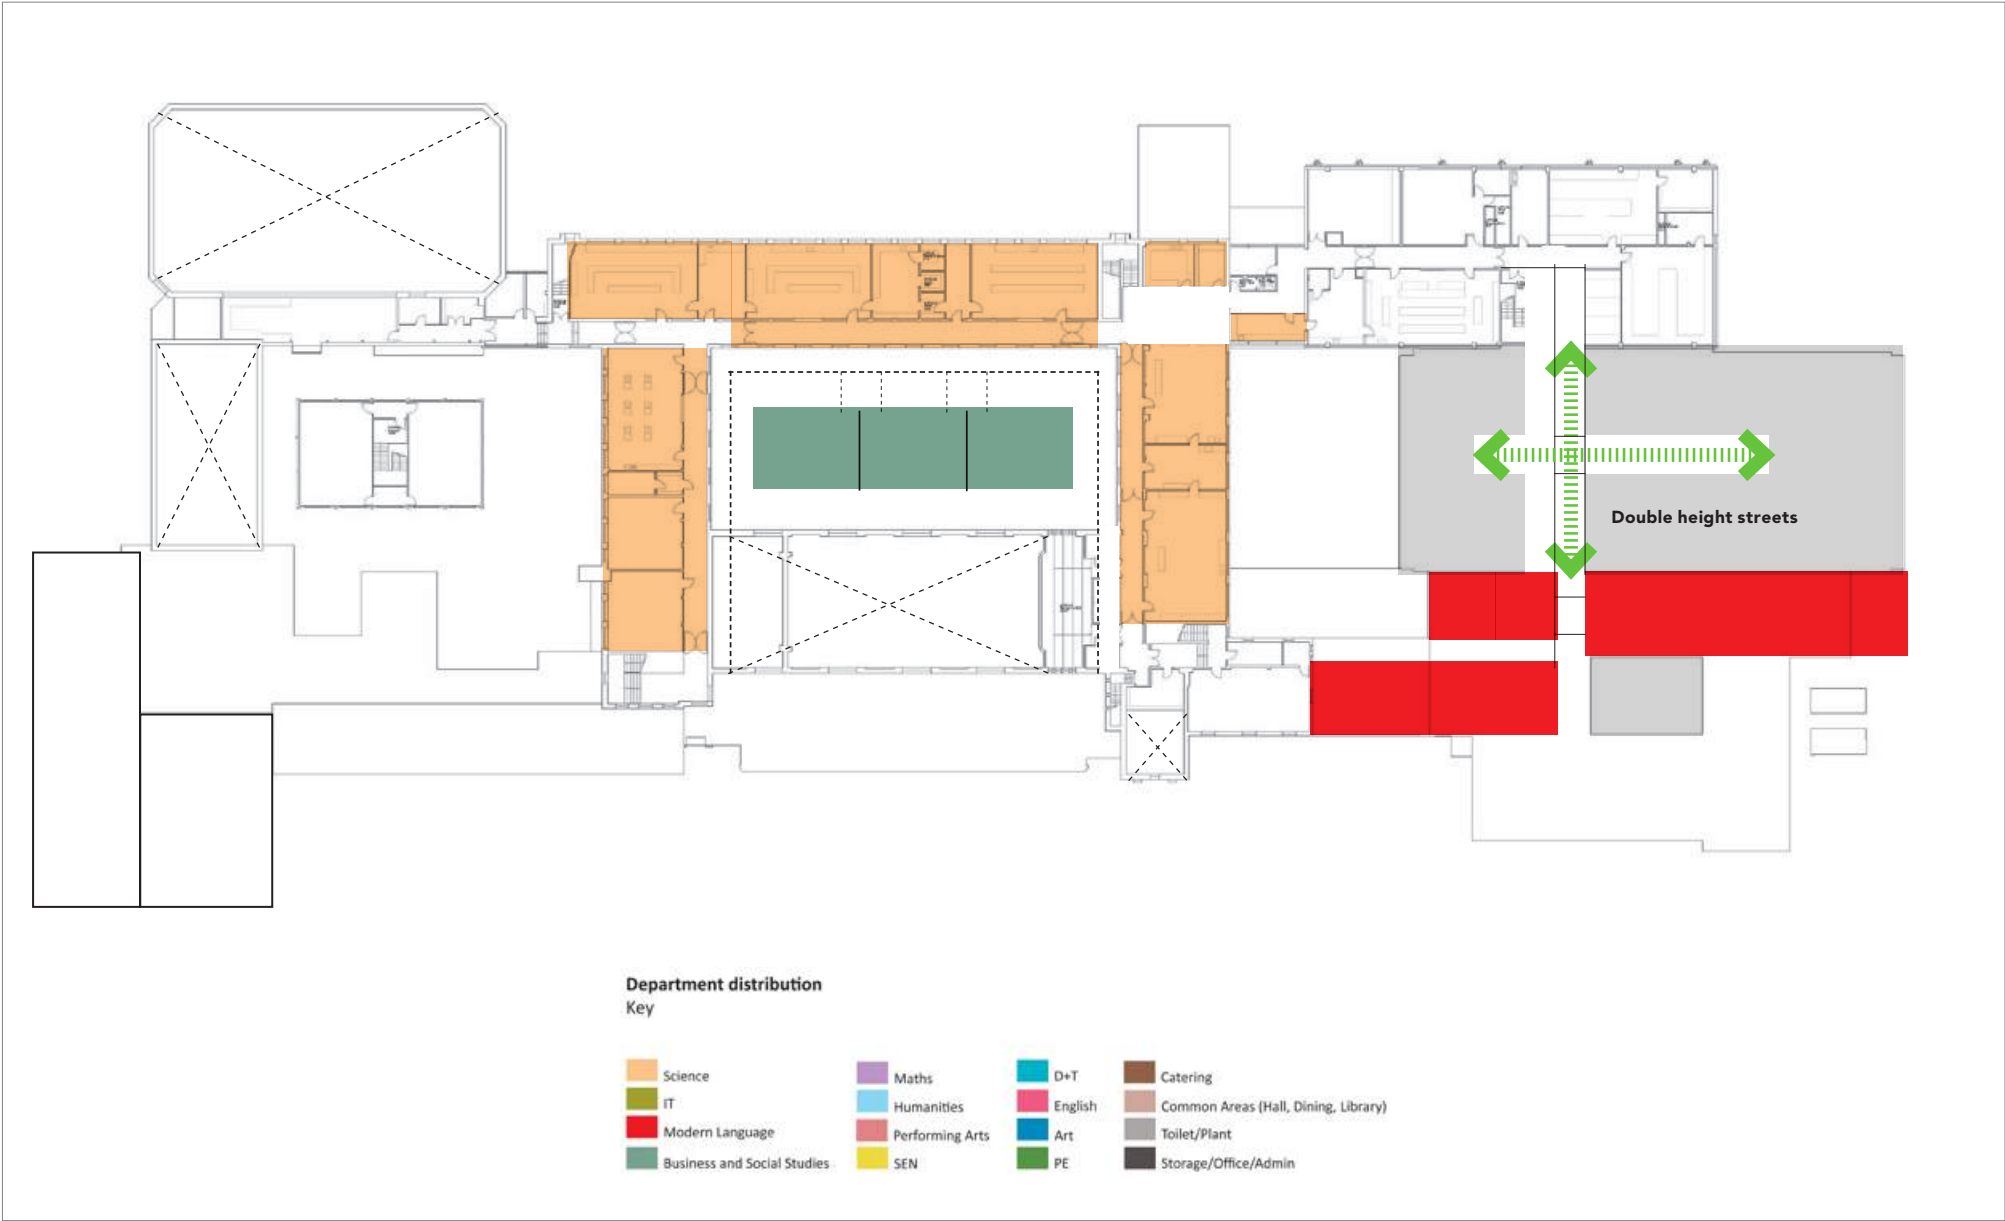 Double height streets
Department distribution
Key
Science
IT
Modern Language
Business and Social Studies
Maths
Humanities
Performing Arts
SEN
D+T
English
Art
PE
Catering
Common Areas (Hall, Dining, Library)
Toilet/Plant
Storage/Office/Admin